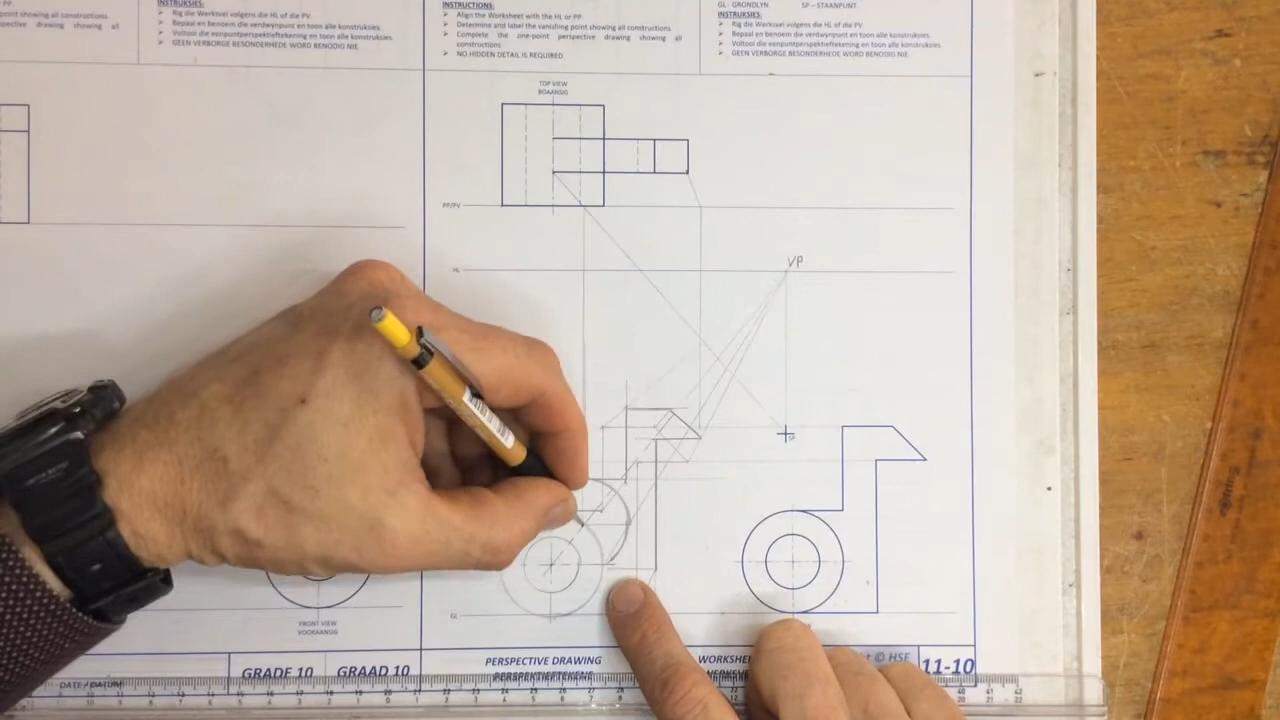 point showing all constructions.
pective drawing showing all
INSTRUKSIES:
➢ Rig die Werksvel volgens die HL of die PV.
➢ Bepaal en benoem die verdwynpunt en toon alle konstruksies.
➢ Voltooi die eenpuntperspektieftekening en toon alle konstruksies.
➢ GEEN VERBORGE BESONDERHEDE WORD BENODIG NIE.
INSTRUCTIONS:
➢ Align the Worksheet with the HL or PP.
➢ Determine and label the vanishing point showing all constructions.
➢ Complete the one-point perspective drawing showing all
constructions
➢ NO HIDDEN DETAIL IS REQUIRED.
GL - GRONDLYN SP – STAANPUNT
INSTRUKSIES:
➢ Rig die Werksvel volgens die HL of die PV.
➢ Bepaal en benoem die verdwynpunt en toon alle konstruksies.
➢ Voltooi die eenpuntperspektieftekening en toon alle konstruksies.
➢ GEEN VERBORGE BESONDERHEDE WORD BENODIG NIE.
TOP VIEW
BOAANSIG
PP/PV
HL
VP
SP
GL
FRONT VIEW
VOORAANSIG
GRADE 10 GRAAD 10
PERSPECTIVE DRAWING
PERSPEKTIEFTEKENE
WORKSHE
© HSE
11-10
DATE / DATUM